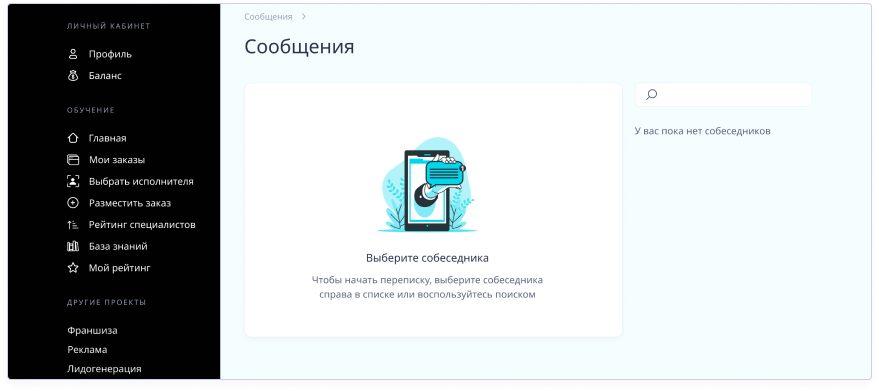 ЛИЧНЫЙ КАБИНЕТ
Профиль
Баланс
ОБУЧЕНИЕ
Главная
Мои заказы
Выбрать исполнителя
Разместить заказ
Рейтинг специалистов
База знаний
Мой рейтинг
ДРУГИЕ ПРОЕКТЫ
Франшиза
Реклама
Лидогенерация
Сообщения
Сообщения
Выберите собеседника
Чтобы начать переписку, выберите собеседника
справа в списке или воспользуйтесь поиском
У вас пока нет собеседников